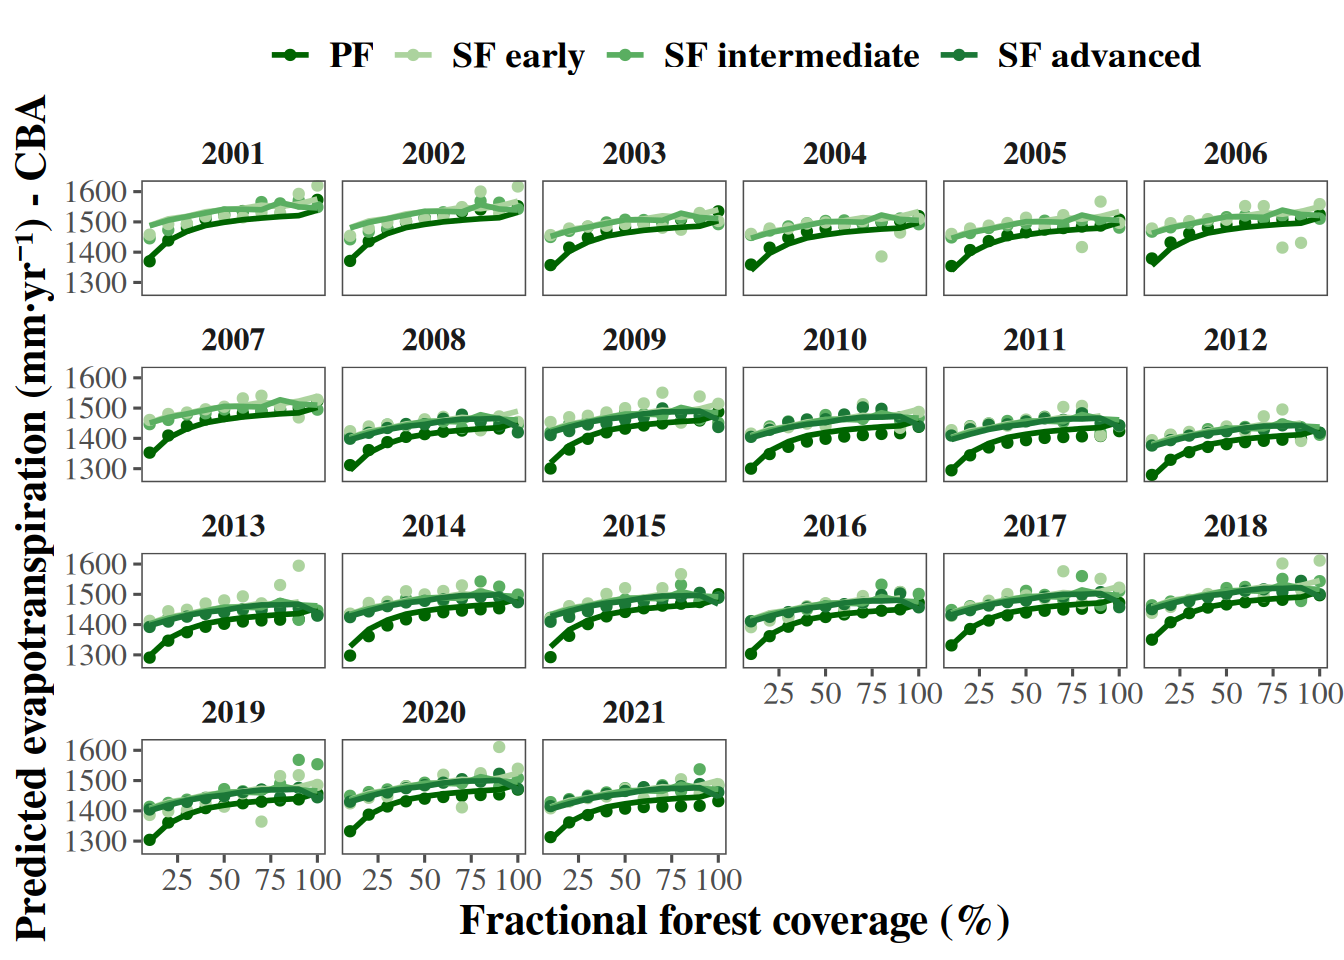 PF SF early SF intermediate SF advanced
Predicted evapotranspiration (mm·yr⁻¹) - CBA
2001 2002 2003 2004 2005 2006
1600
1500
1400
1300
2007 2008 2009 2010 2011 2012
1600
1500
1400
1300
2013 2014 2015 2016 2017 2018
1600
1500
1400
1300
25 50 75 100 25 50 75 100 25 50 75 100
2019 2020 2021
1600
1500
1400
1300
25 50 75 100 25 50 75 100 25 50 75 100
Fractional forest coverage (%)